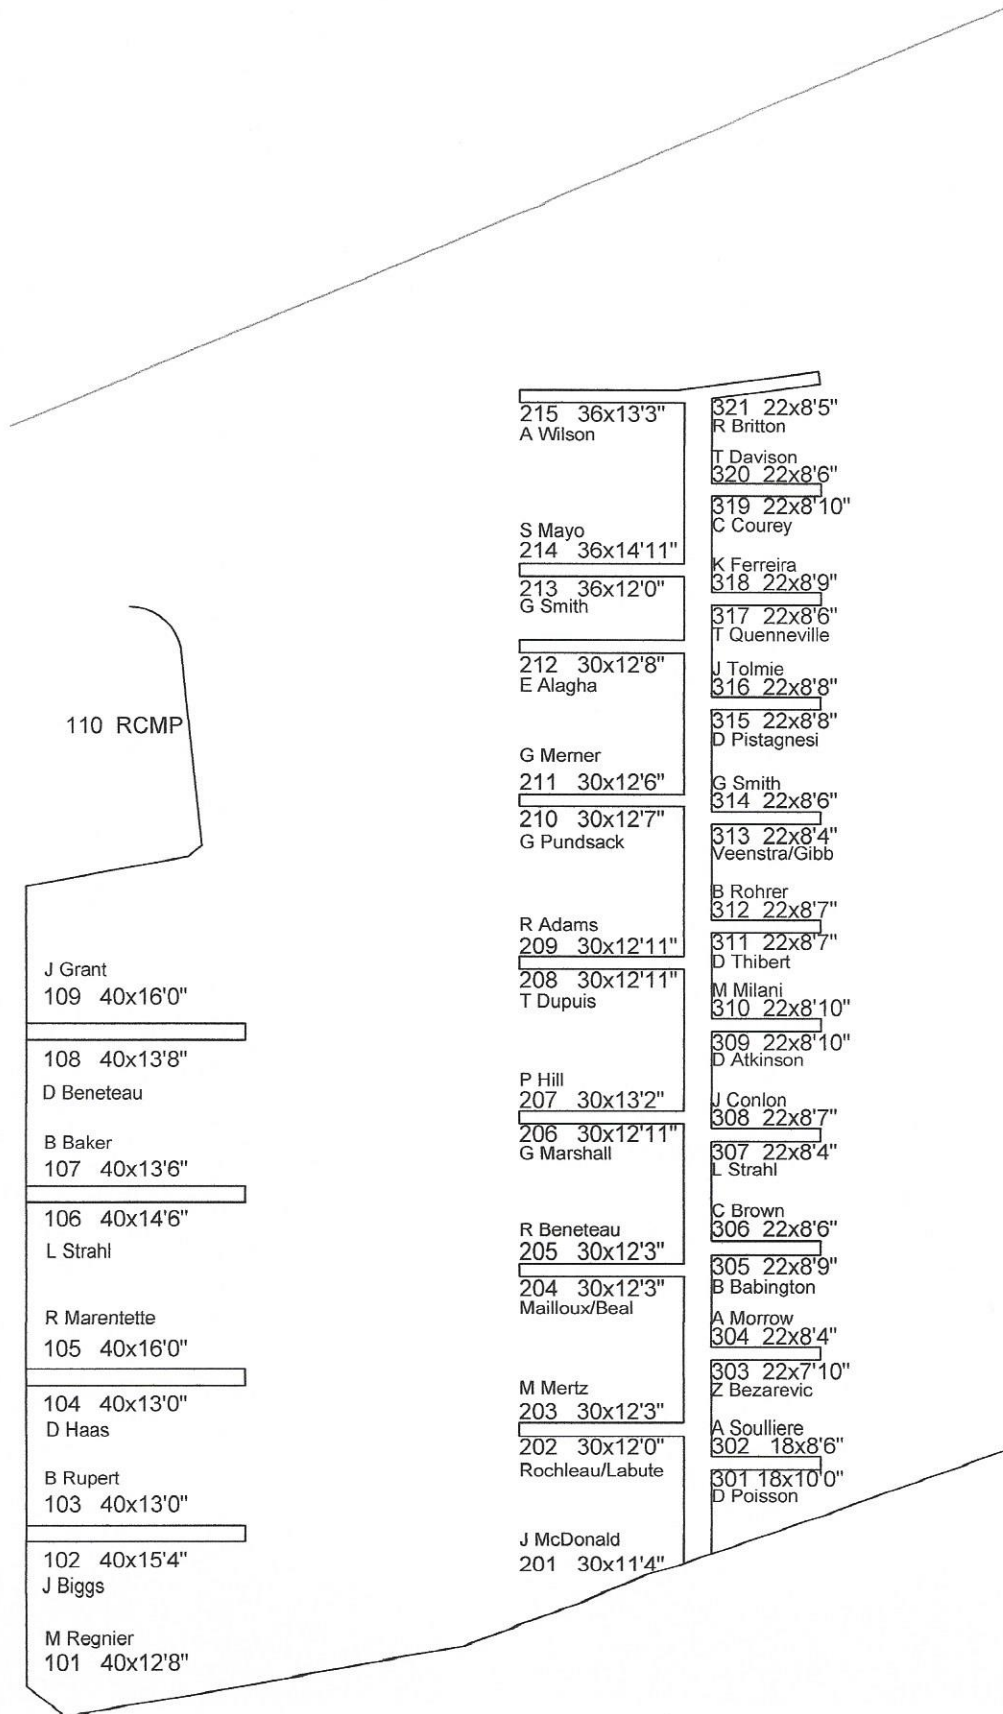 215 36x13'3"
A Wilson
S Mayo
214 36x14'11"
213 36x12'0"
G Smith
212 30x12'8"
E Alagha
G Merner
211 30x12'6"
210 30x12'7"
G Pundsack
R Adams
209 30x12'11"
208 30x12'11"
T Dupuis
P Hill
207 30x13'2"
206 30x12'11"
G Marshall
R Beneteau
205 30x12'3"
204 30x12'3"
Mailloux/Beal
M Mertz
203 30x12'3"
202 30x12'0"
Rochleau/Labute
J McDonald
201 30x11'4"
321 22x8'5"
R Britton
T Davison
320 22x8'6"
319 22x8'10"
C Courey
K Ferreira
318 22x8'9"
317 22x8'6"
T Quenneville
J Tolmie
316 22x8'8"
315 22x8'8"
D Pistagnesi
G Smith
314 22x8'6"
313 22x8'4"
Veenstra/Gibb
B Rohrer
312 22x8'7"
311 22x8'7"
D Thibert
M Milani
310 22x8'10"
309 22x8'10"
D Atkinson
J Conlon
308 22x8'7"
307 22x8'4"
L Strahl
C Brown
306 22x8'6"
305 22x8'9"
B Babington
A Morrow
304 22x8'4"
303 22x7'10"
Z Bezarevic
A Soulliere
302 18x8'6"
301 18x10'0"
D Poisson
110 RCMP
J Grant
109 40x16'0"
108 40x13'8"
D Beneteau
B Baker
107 40x13'6"
106 40x14'6"
L Strahl
R Marentette
105 40x16'0"
104 40x13'0"
D Haas
B Rupert
103 40x13'0"
102 40x15'4"
J Biggs
M Regnier
101 40x12'8"